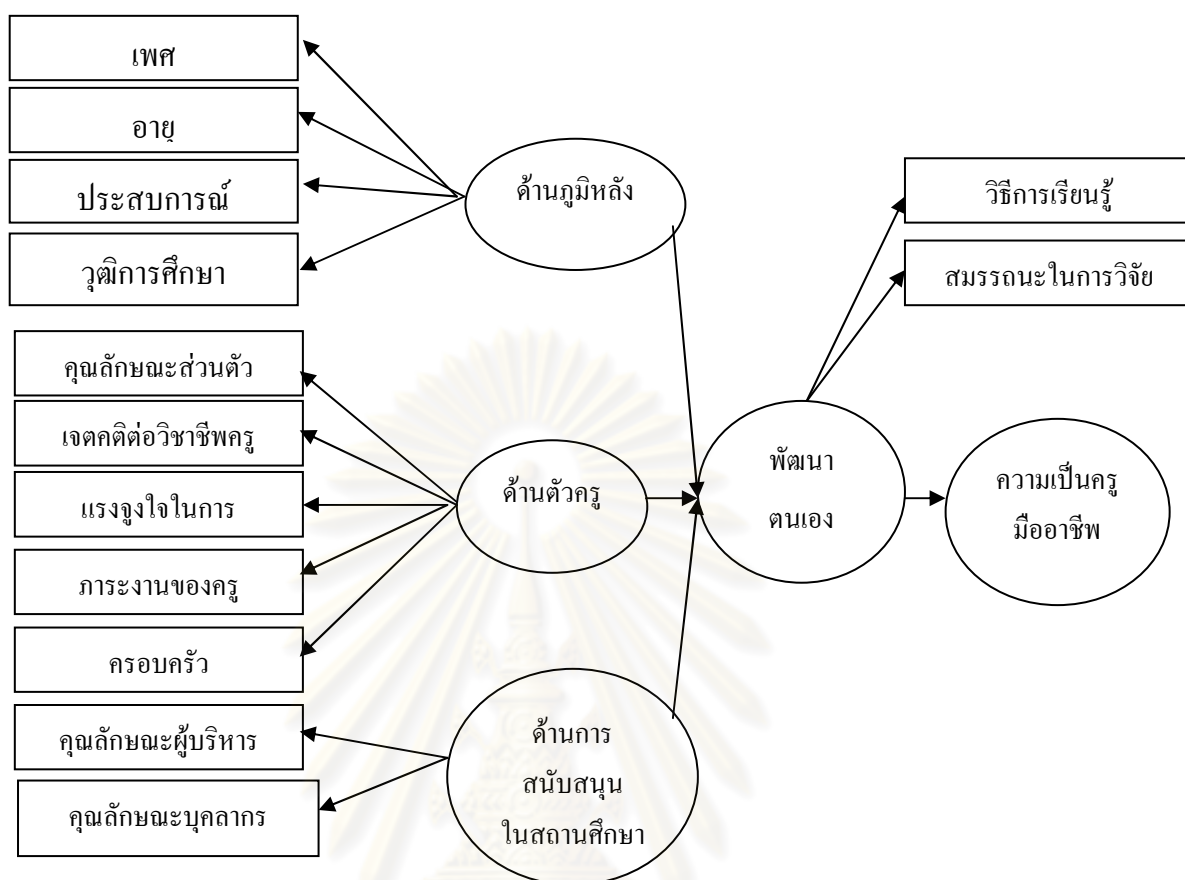 เพศ
อายุ
ประสบการณ์
วุฒิการศึกษา
ด้านภูมิหลัง
วิธีการเรียนรู้
สมรรถนะในการวิจัย
คุณลักษณะส่วนตัว
เจตคติต่อวิชาชีพครู
แรงจูงใจในการ
ภาระงานของครู
ครอบครัว
ด้านตัวครู
พัฒนา
ตนเอง
ความเป็นครู
มืออาชีพ
คุณลักษณะผู้บริหาร
คุณลักษณะบุคลากร
ด้านการ
สนับสนุน
ในสถานศึกษา